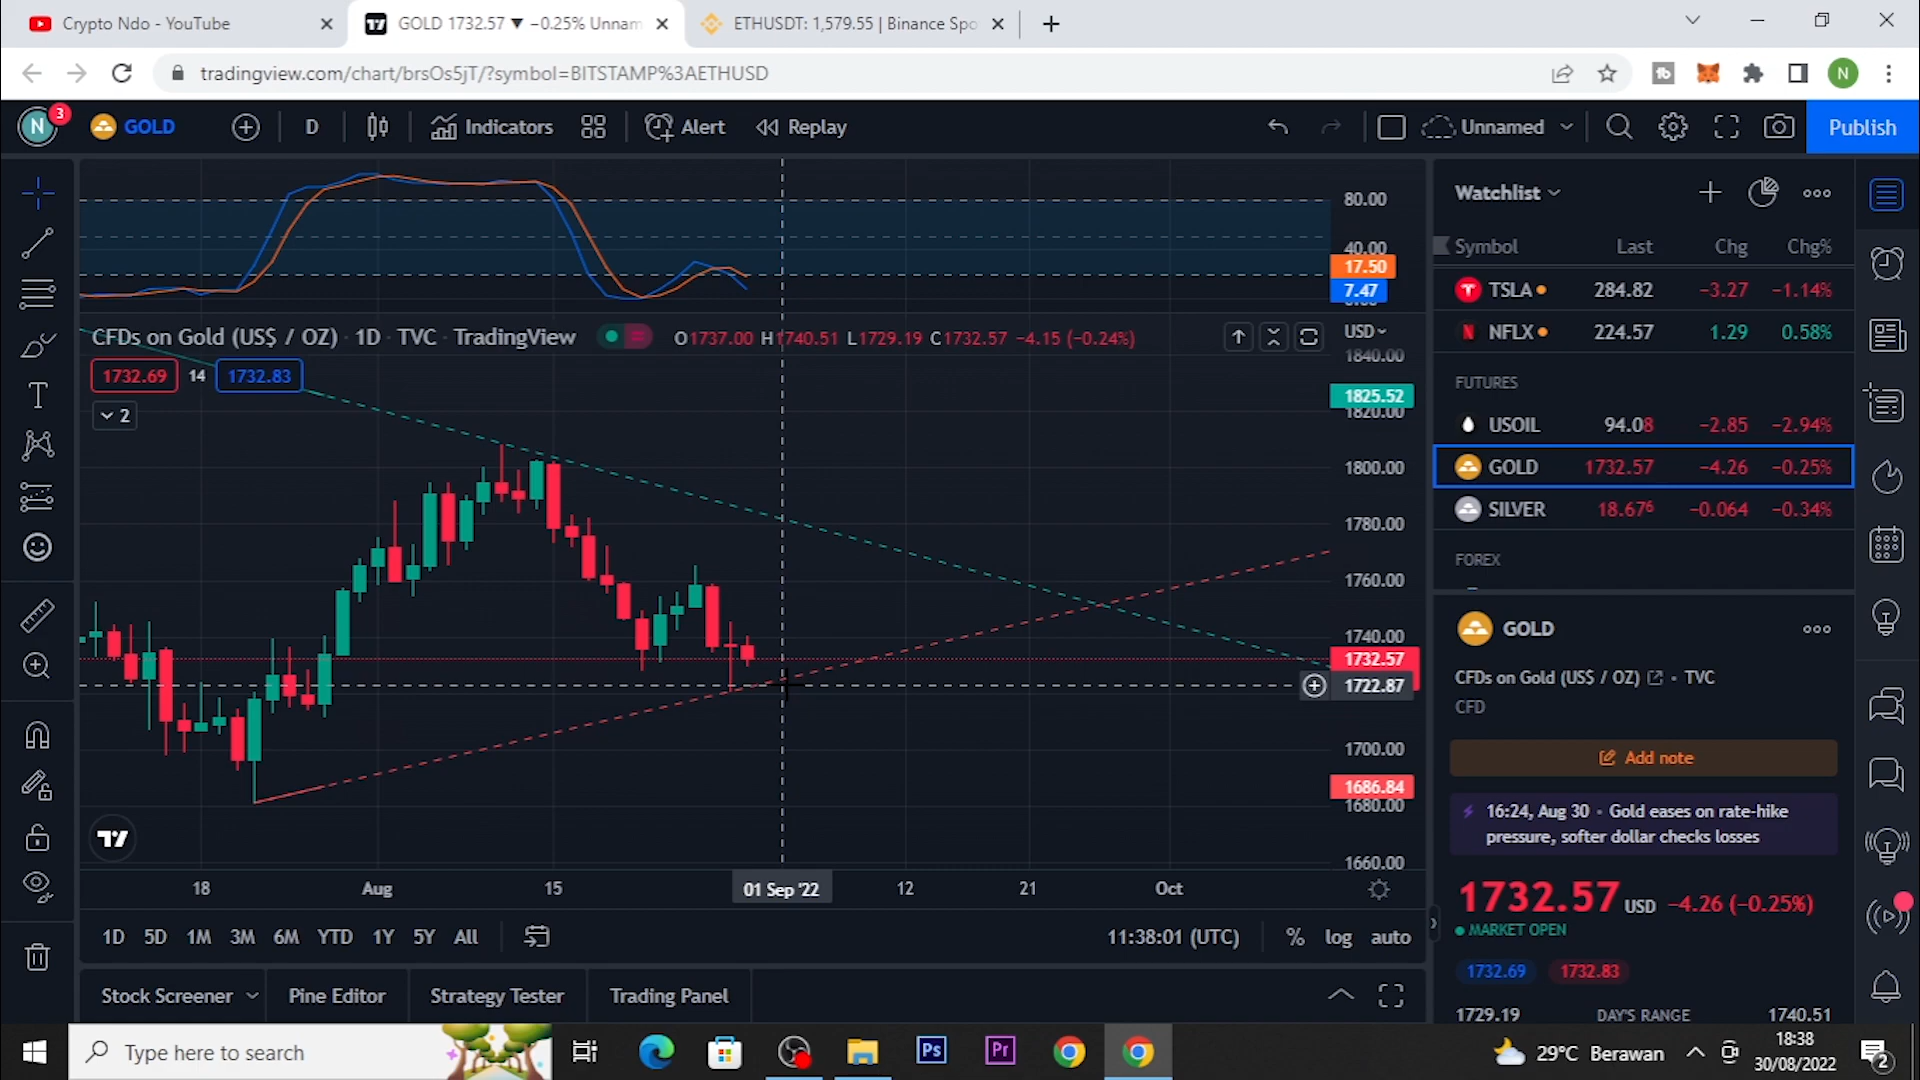 Crypto Ndo - YouTube
GOLD 1732.57 ▼ −0.25% Unnam
ETHUSDT: 1,579.55 | Binance Spo
tradingview.com/chart/brsOs5jT/?symbol=BITSTAMP%3AETHUSD
N
N
3
GOLD
D
Indicators
Alert
Replay
Unnamed
Publish
80.00
40.00
17.50
7.47
CFDs on Gold (US$ / OZ) · 1D · TVC · TradingView
O1737.00 H1740.51 L1729.19 C1732.57 −4.15 (−0.24%)
USD
1732.69
14
1732.83
2
1840.00
1825.52
1820.00
1800.00
1780.00
1760.00
1740.00
1732.57
1722.87
1700.00
1686.84
1680.00
1660.00
18
Aug
15
01 Sep '22
12
21
Oct
1D 5D 1M 3M 6M YTD 1Y 5Y All
11:38:01 (UTC)
%
log
auto
Stock Screener
Pine Editor
Strategy Tester
Trading Panel
Watchlist
Symbol Last Chg Chg%
TSLA 284.82 −3.27 −1.14%
NFLX 224.57 1.29 0.58%
FUTURES
USOIL 94.08 −2.85 −2.94%
GOLD 1732.57 −4.26 −0.25%
SILVER 18.676 −0.064 −0.34%
FOREX
GOLD
CFDs on Gold (US$ / OZ) • TVC
CFD
Add note
16:24, Aug 30 • Gold eases on rate-hike
pressure, softer dollar checks losses
1732.57 USD −4.26 (−0.25%)
MARKET OPEN
1732.69
1732.83
1729.19 DAY'S RANGE 1740.51
Type here to search
Ps
Pr
29°C Berawan
18:38
30/08/2022
2